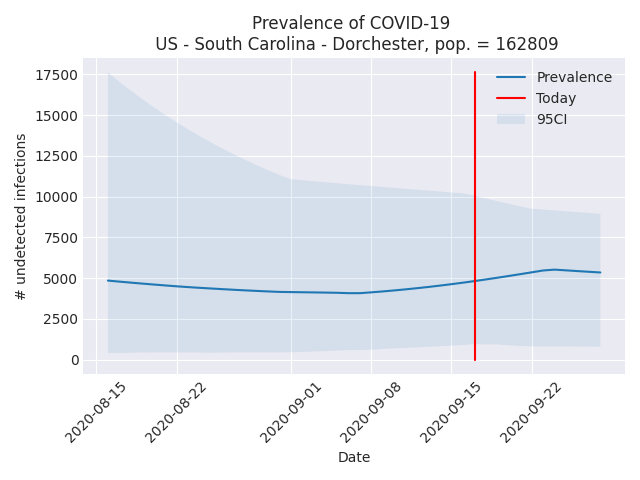 Prevalence of COVID-19
US - South Carolina - Dorchester, pop. = 162809
Prevalence
Today
95CI
17500
15000
12500
10000
7500
5000
2500
0
# undetected infections
2020-08-15
2020-08-22
2020-09-01
2020-09-08
2020-09-15
2020-09-22
Date